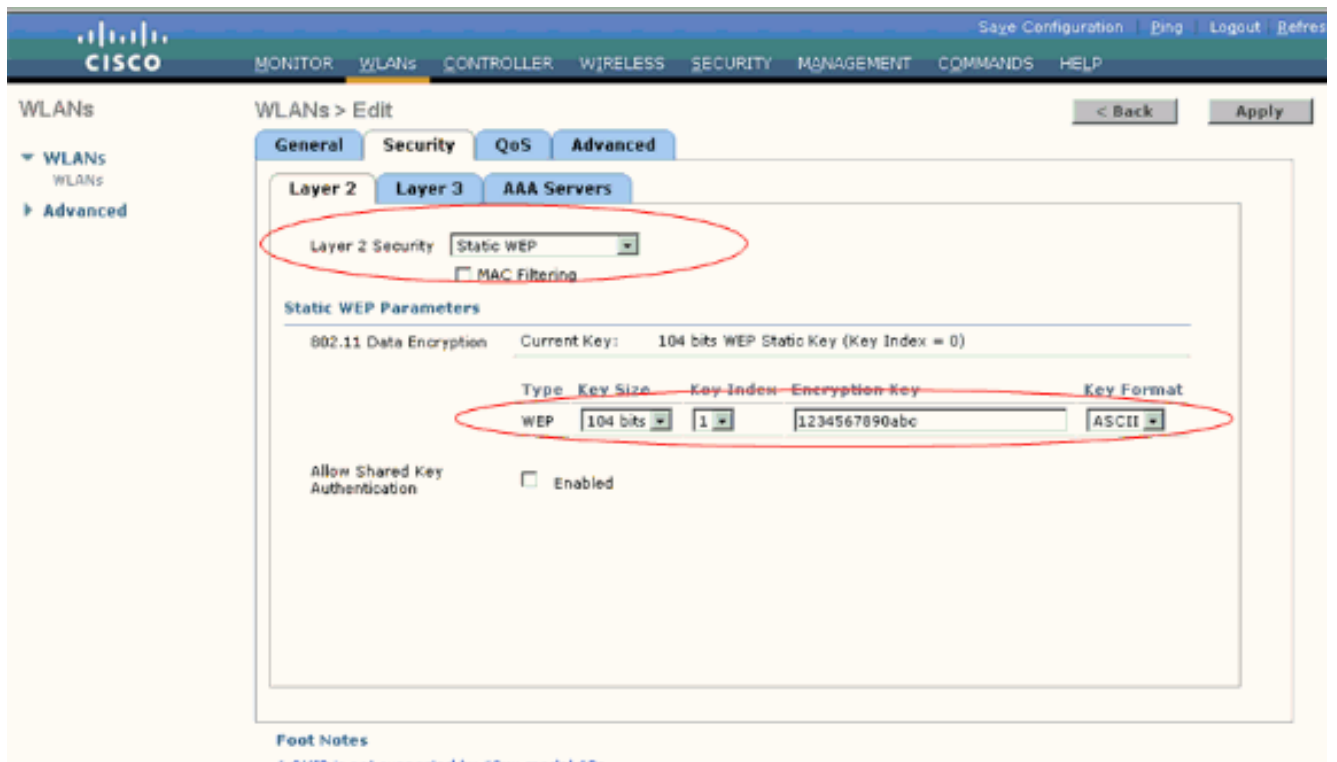 Save Configuration Ping Logout Refres
CISCO
MONITOR WLANs CONTROLLER WIRELESS SECURITY MANAGEMENT COMMANDS HELP
WLANs
WLANs > Edit
< Back Apply
WLANs
WLANs
Advanced
General Security QoS Advanced
Layer 2 Layer 3 AAA Servers
Layer 2 Security Static WEP
MAC Filtering
Static WEP Parameters
802.11 Data Encryption Current Key: 104 bits WEP Static Key (Key Index = 0)
Type Key Size Key Index Encryption Key Key Format
WEP 104 bits 1 1234567890abc ASCII
Allow Shared Key
Authentication Enabled
Foot Notes